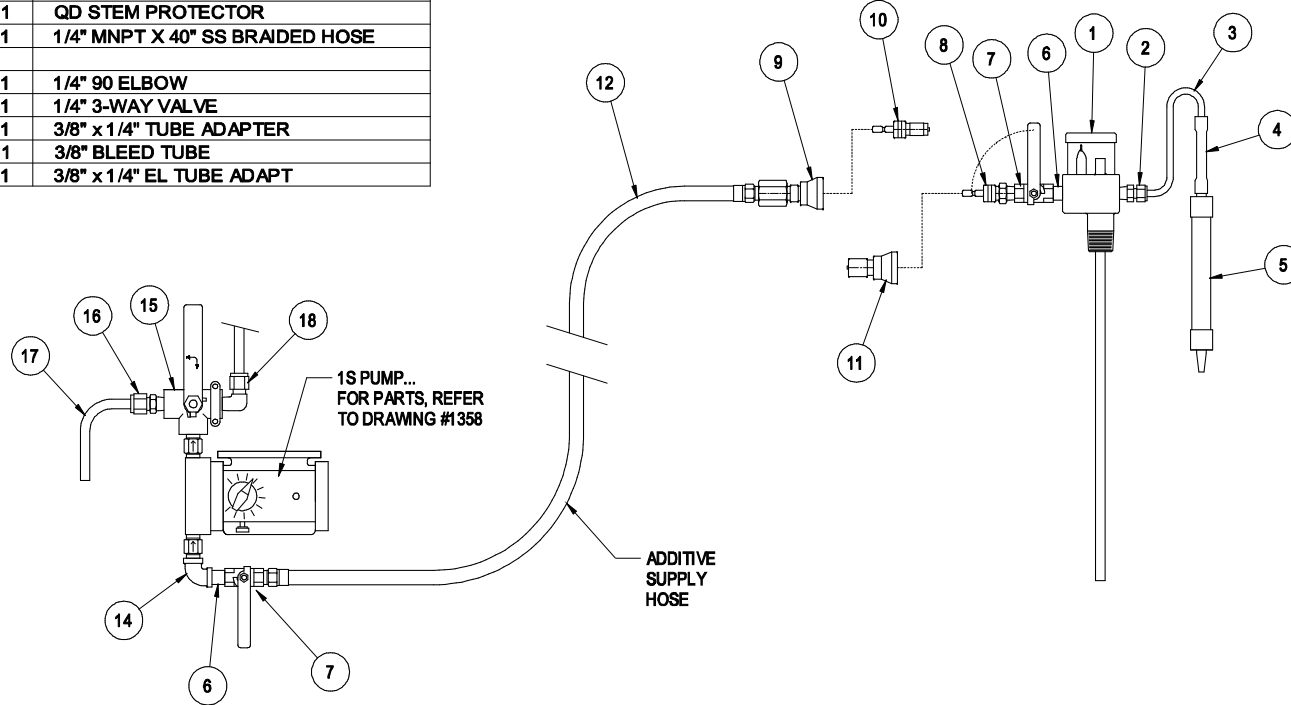 1 QD STEM PROTECTOR
1 1/4" MNPT X 40" SS BRAIDED HOSE
1 1/4" 90 ELBOW
1 1/4" 3-WAY VALVE
1 3/8" x 1/4" TUBE ADAPTER
1 3/8" BLEED TUBE
1 3/8" x 1/4" EL TUBE ADAPT
10
9
8
7
6
1
2
3
4
12
5
11
15
16
18
17
1S PUMP...
FOR PARTS, REFER
TO DRAWING #1358
ADDITIVE
SUPPLY
HOSE
14
6
7